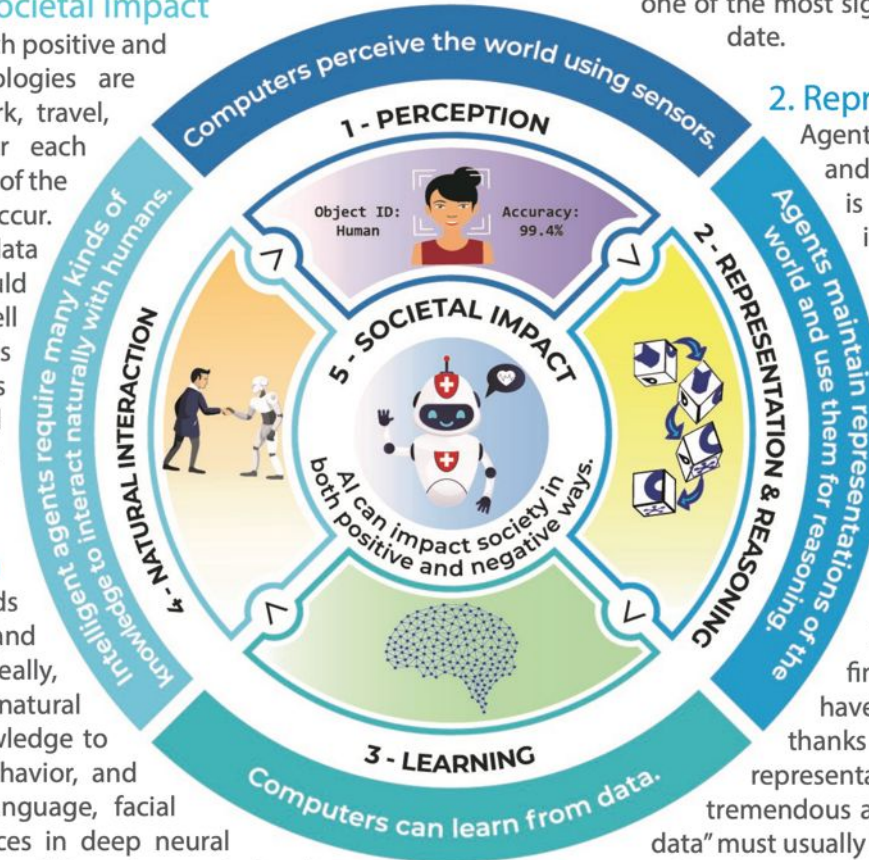 ocietal Impact
th positive and
ologies are
rk, travel,
r each
of the
ccur.
data
uld
ell
s
s
ds
and
eally,
natural
wledge to
havior, and
nguage, facial
ces in deep neural
one of the most sig
date.
2. Repr
Agent
and
is
i
fin
have
thanks
representa
tremendous a
data" must usually
Computers perceive the world using sensors.
1 - PERCEPTION
Object ID:
Human
Accuracy:
99.4%
Agents maintain representations of the
world and use them for reasoning.
2 - REPRESENTATION & REASONING
3 - LEARNING
Computers can learn from data.
Intelligent agents require many kinds of
knowledge to interact naturally with humans.
4 - NATURAL INTERACTION
5 - SOCIETAL IMPACT
AI can impact society in
both positive and negative ways.